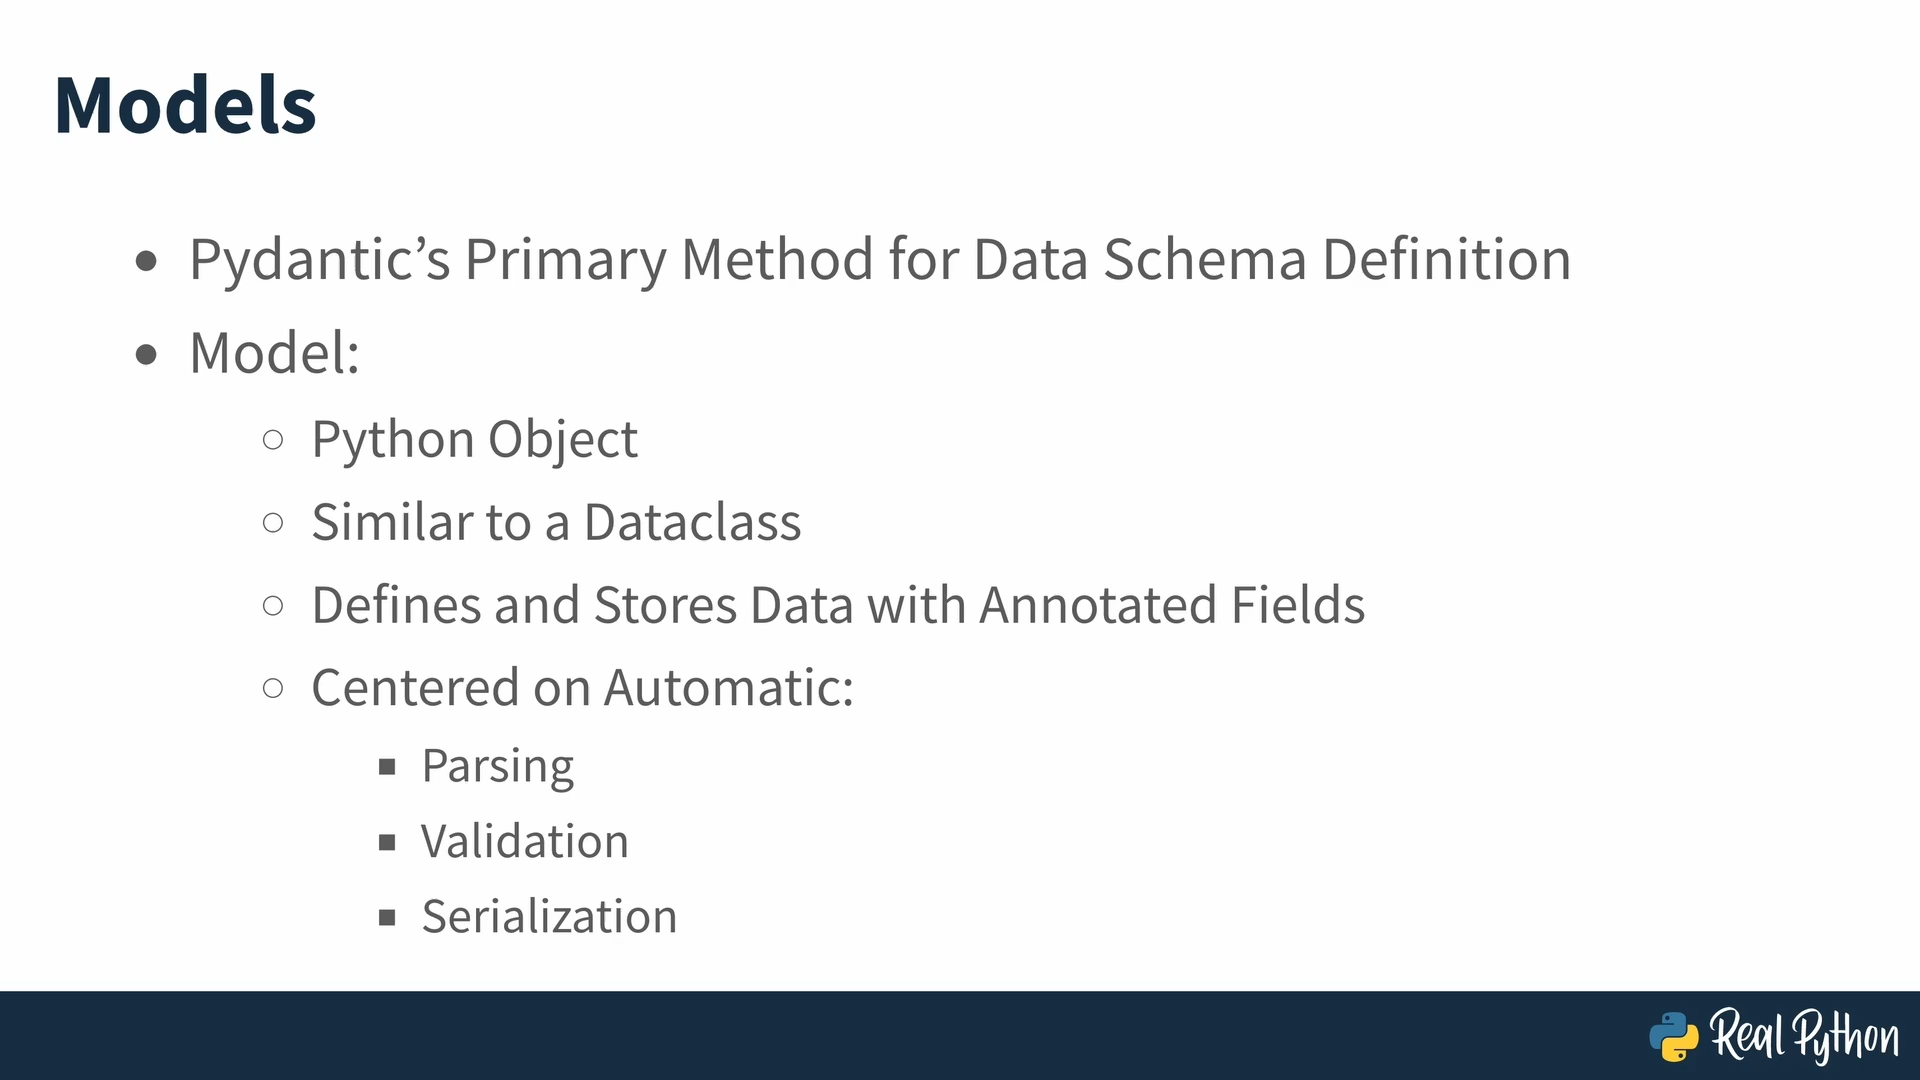 Models
Pydantic’s Primary Method for Data Schema Definition
Model:
Python Object
Similar to a Dataclass
Defines and Stores Data with Annotated Fields
Centered on Automatic:
Parsing
Validation
Serialization
Real Python